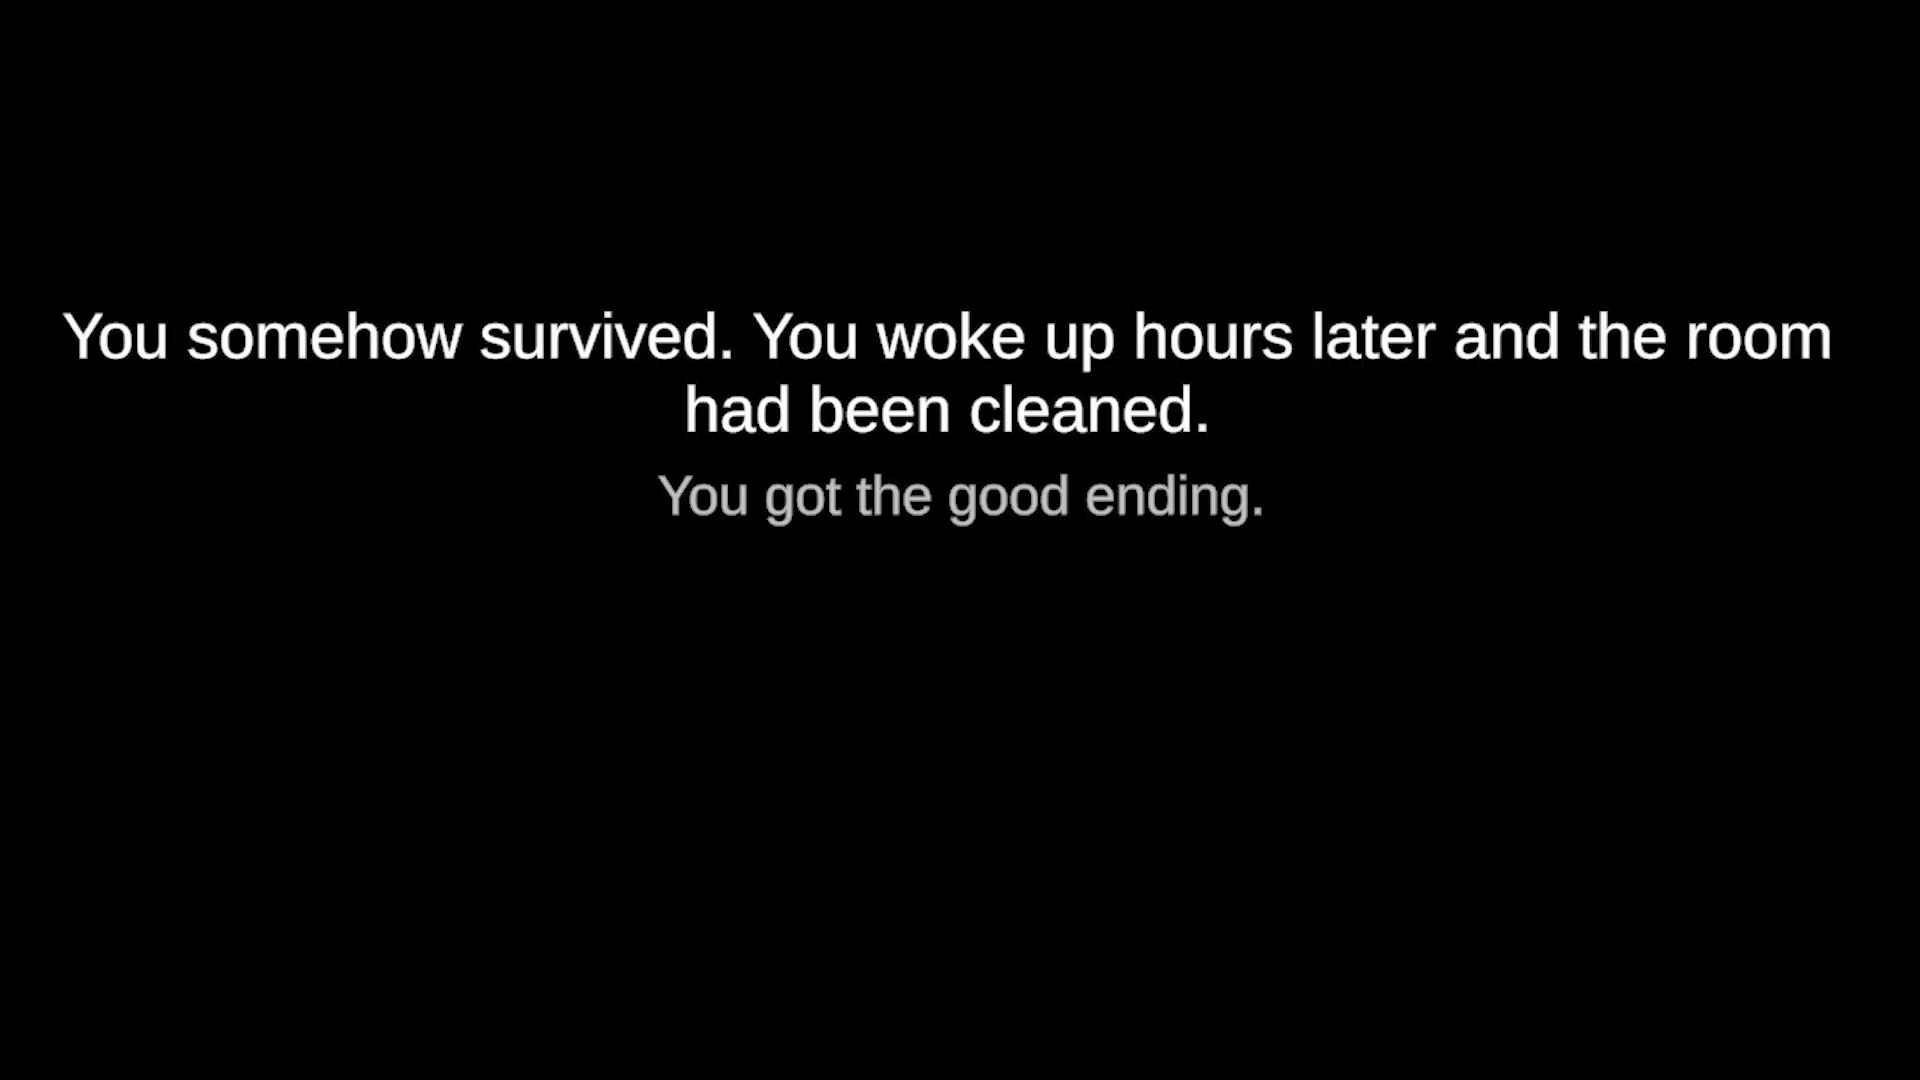 You somehow survived. You woke up hours later and the room
had been cleaned.
You got the good ending.